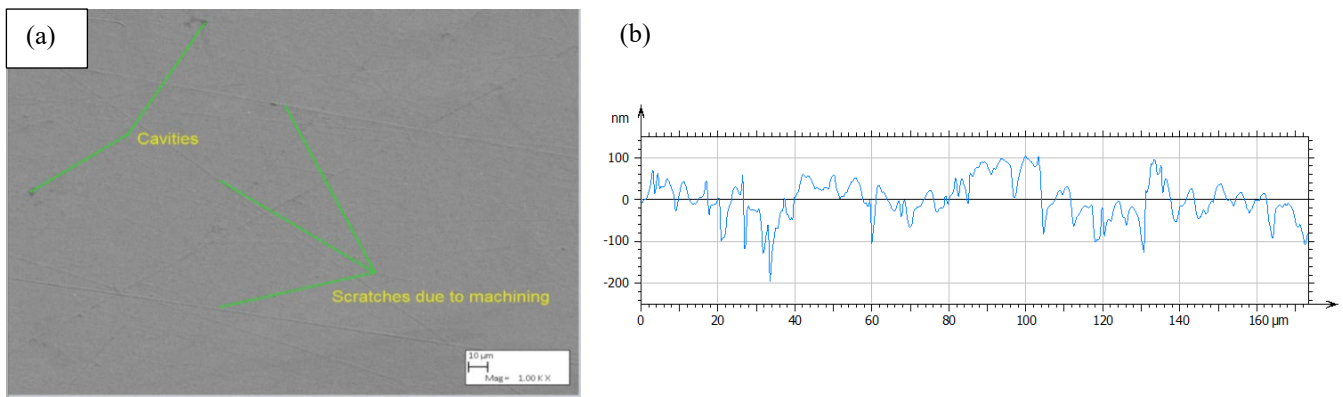 (a)
Cavities
Scratches due to machining
10 µm
Mag = 1.00 K X
(b)
nm
100
0
-100
-200
0 20 40 60 80 100 120 140 160 µm